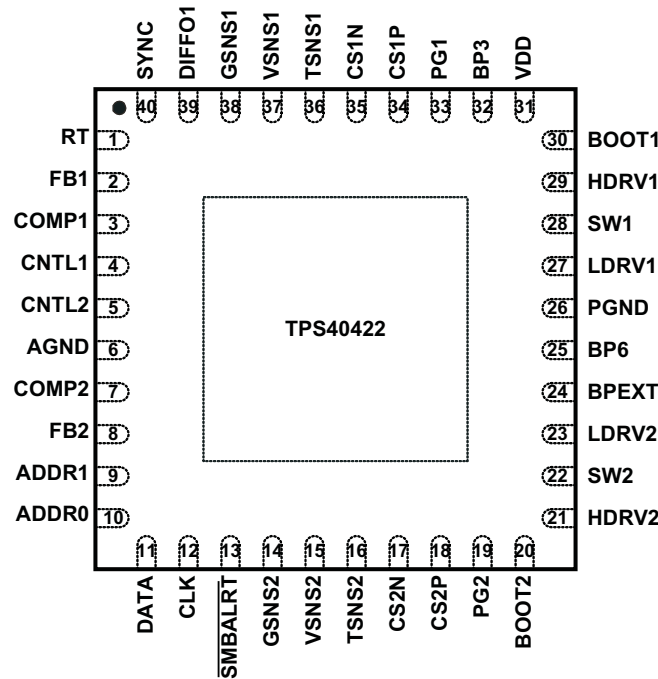 SYNC DIFFO1 GSNS1 VSNS1 TSNS1 CS1N CS1P PG1 BP3 VDD
40 39 38 37 36 35 34 33 32 31
RT 1 30 BOOT1
FB1 2 29 HDRV1
COMP1 3 28 SW1
CNTL1 4 27 LDRV1
CNTL2 5 26 PGND
TPS40422
AGND 6 25 BP6
COMP2 7 24 BPEXT
FB2 8 23 LDRV2
ADDR1 9 22 SW2
ADDR0 10 21 HDRV2
11 12 13 14 15 16 17 18 19 20
DATA CLK SMBALRT GSNS2 VSNS2 TSNS2 CS2N CS2P PG2 BOOT2